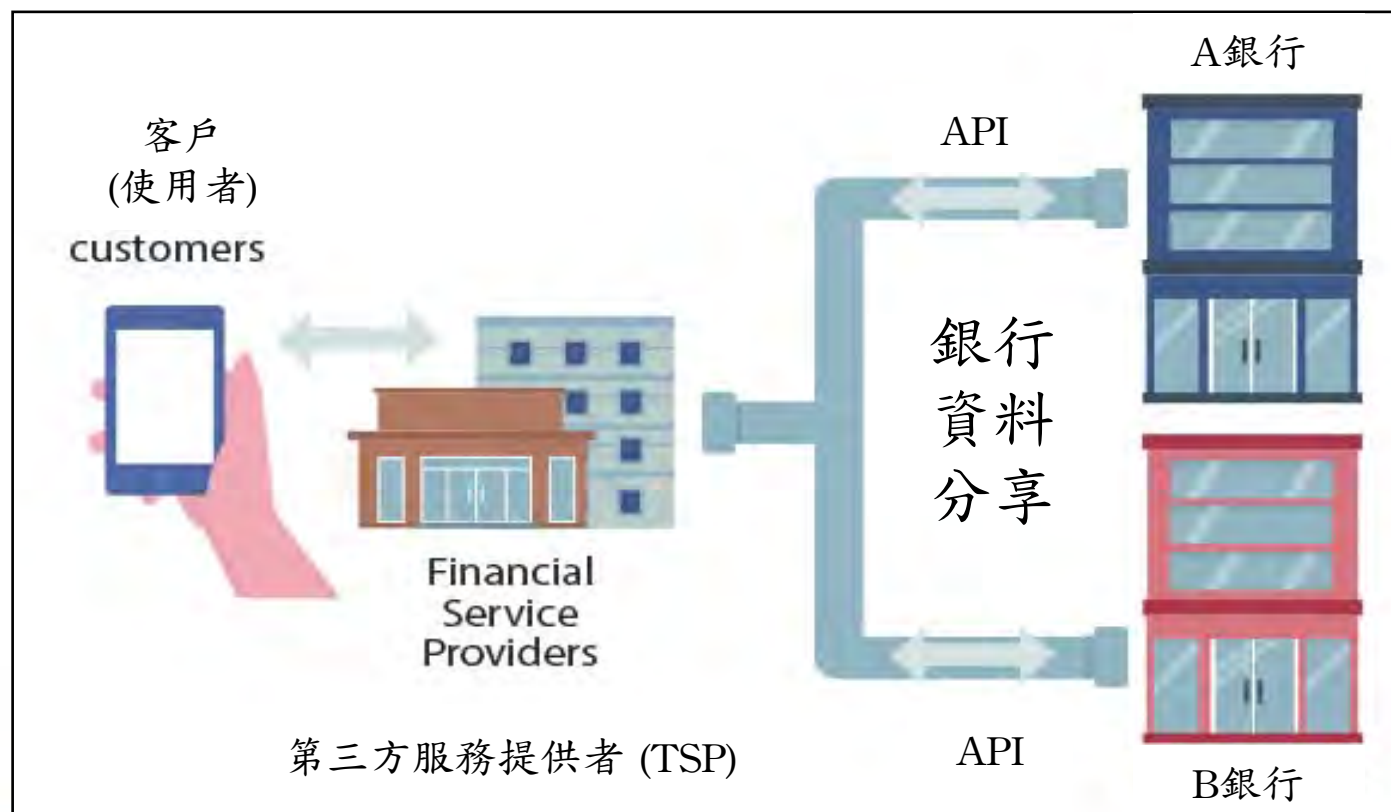 客戶
(使用者)
customers
Financial
Service
Providers
第三方服務提供者 (TSP)
API
銀行
資料
分享
API
A銀行
B銀行